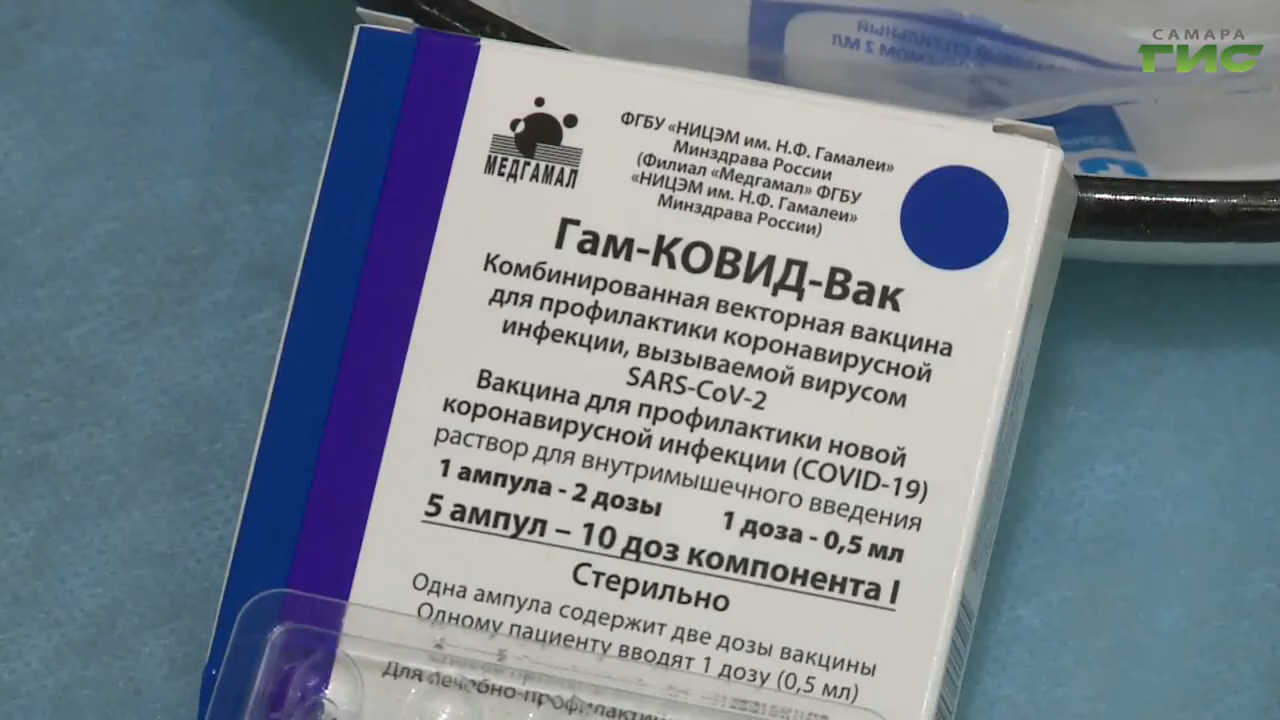 САМАРА
ГИС
МЕДГАМАЛ
ФГБУ «НИЦЭМ им. Н.Ф. Гамалеи»
Минздрава России
(Филиал «Медгамал» ФГБУ
«НИЦЭМ им. Н.Ф. Гамалеи»
Минздрава России)
Гам-КОВИД-Вак
Комбинированная векторная вакцина
для профилактики коронавирусной
инфекции, вызываемой вирусом
SARS-CoV-2
Вакцина для профилактики новой
коронавирусной инфекции (COVID-19)
раствор для внутримышечного введения
1 ампула - 2 дозы 1 доза - 0,5 мл
5 ампул – 10 доз компонента I
Стерильно
Одна ампула содержит две дозы вакцины
Одному пациенту вводят 1 дозу (0,5 мл)
Для